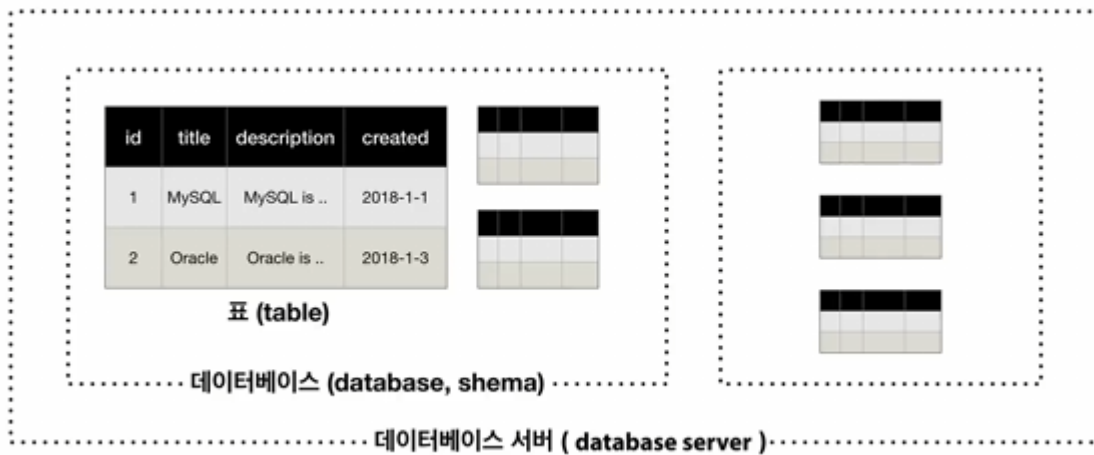 id title description created
1 MySQL MySQL is .. 2018-1-1
2 Oracle Oracle is .. 2018-1-3
표 (table)
데이터베이스 (database, shema)
데이터베이스 서버 ( database server )